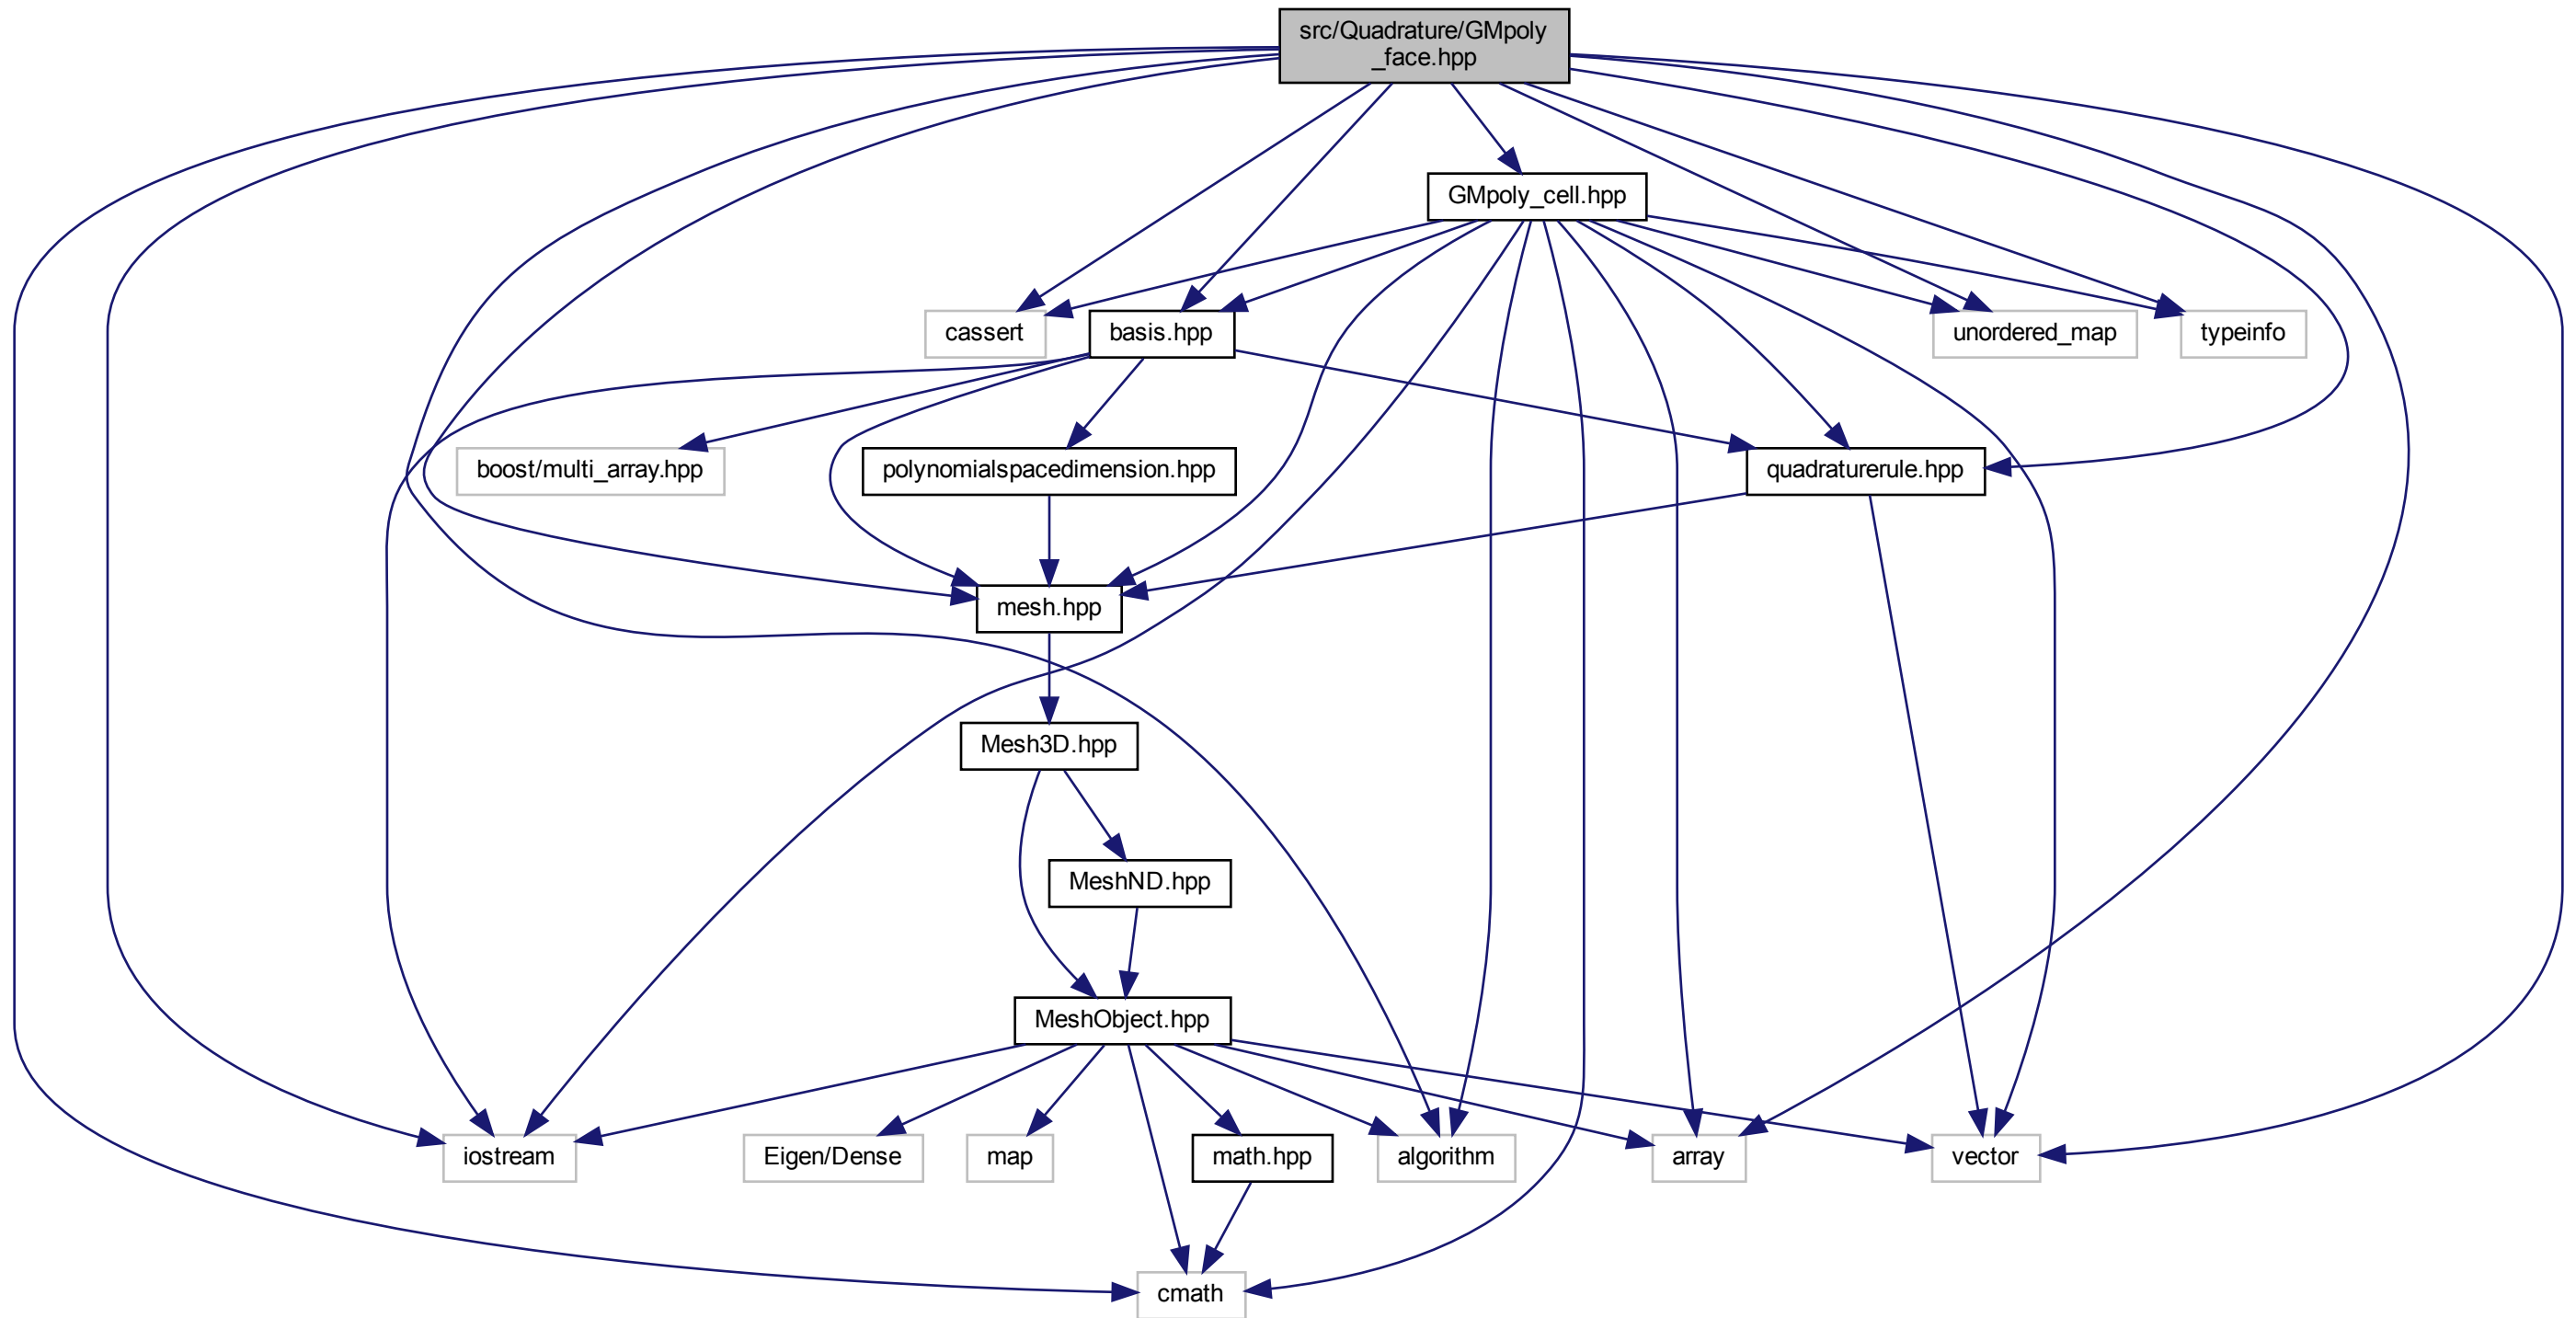 src/Quadrature/GMpoly
_face.hpp
GMpoly_cell.hpp
cassert
basis.hpp
unordered_map
typeinfo
boost/multi_array.hpp
polynomialspacedimension.hpp
quadraturerule.hpp
mesh.hpp
Mesh3D.hpp
MeshND.hpp
MeshObject.hpp
iostream
Eigen/Dense
map
math.hpp
algorithm
array
vector
cmath